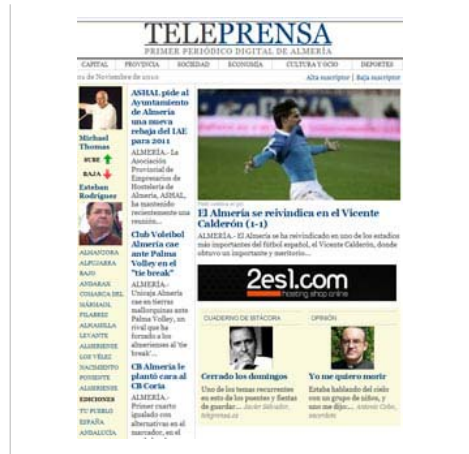 TELEPRENSA
PRIMER PERIÓDICO DIGITAL DE ALMERÍA
CAPITAL PROVINCIA SOCIEDAD ECONOMÍA CULTURA Y OCIO DEPORTES
de Noviembre de 2010
Alta suscriptor | Baja suscriptor
Michael
Thomas
SUBE
BAJA
Esteban
Rodríguez
ALHAMA
ALPUJARRA
BAJO
ANDARAX
COMARCA DEL
MÁRMOL
FILABRES
ALMANZORA
LEVANTE
ALMERIENSE
LOS VÉLEZ
NACIMIENTO
PONIENTE
ALMERIENSE
EDICIONES
TU PUEBLO
ESPAÑA
ANDALUCÍA
ASHAL pide al
Ayuntamiento
de Almería
una nueva
rebaja del IAE
para 2011
ALMERÍA.- La
Asociación
Provincial de
Empresarios de
Hostelería de
Almería, ASHAL,
ha mantenido
recientemente una
reunión...
Club Voleibol
Almería cae
ante Palma
Volley en el
"tie break"
ALMERÍA.-
Unicaja Almería
cae en tierras
mallorquinas ante
Palma Volley, un
rival que ha
forzado a los
almerienses al 'tie
break'...
CB Almería le
plantó cara al
CB Coria
ALMERÍA.-
Primer cuarto
igualado con
alternativas en el
marcador, en el
El Almería se reivindica en el Vicente
Calderón (1-1)
ALMERÍA.- El Almería se ha reivindicado en uno de los estadios
más importantes del fútbol español, el Vicente Calderón, donde
obtuvo un importante y meritorio...
2esl.com
hosting shop online
CUADERNO DE BITÁCORA
Cerrado los domingos
Uno de los temas recurrentes
en esto de los puentes y fiestas
de guardar... Javier Salvador,
teleprensa.es
OPINIÓN
Yo me quiero morir
Estaba hablando del cielo
con un grupo de niños, y
uno me dijo... Antonio Cobo,
sacerdote